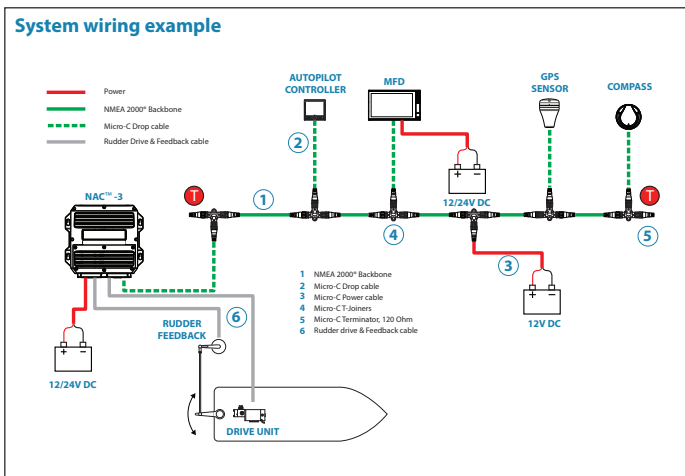 System wiring example
Power
NMEA 2000® Backbone
Micro-C Drop cable
Rudder Drive & Feedback cable
AUTOPILOT
CONTROLLER
MFD
GPS
SENSOR
COMPASS
2
12/24V DC
NAC™ -3
T
1
4
T
5
3
12V DC
1 NMEA 2000® Backbone
2 Micro-C Drop cable
3 Micro-C Power cable
4 Micro-C T-Joiners
5 Micro-C Terminator, 120 Ohm
6 Rudder drive & Feedback cable
6
RUDDER
FEEDBACK
12/24V DC
DRIVE UNIT